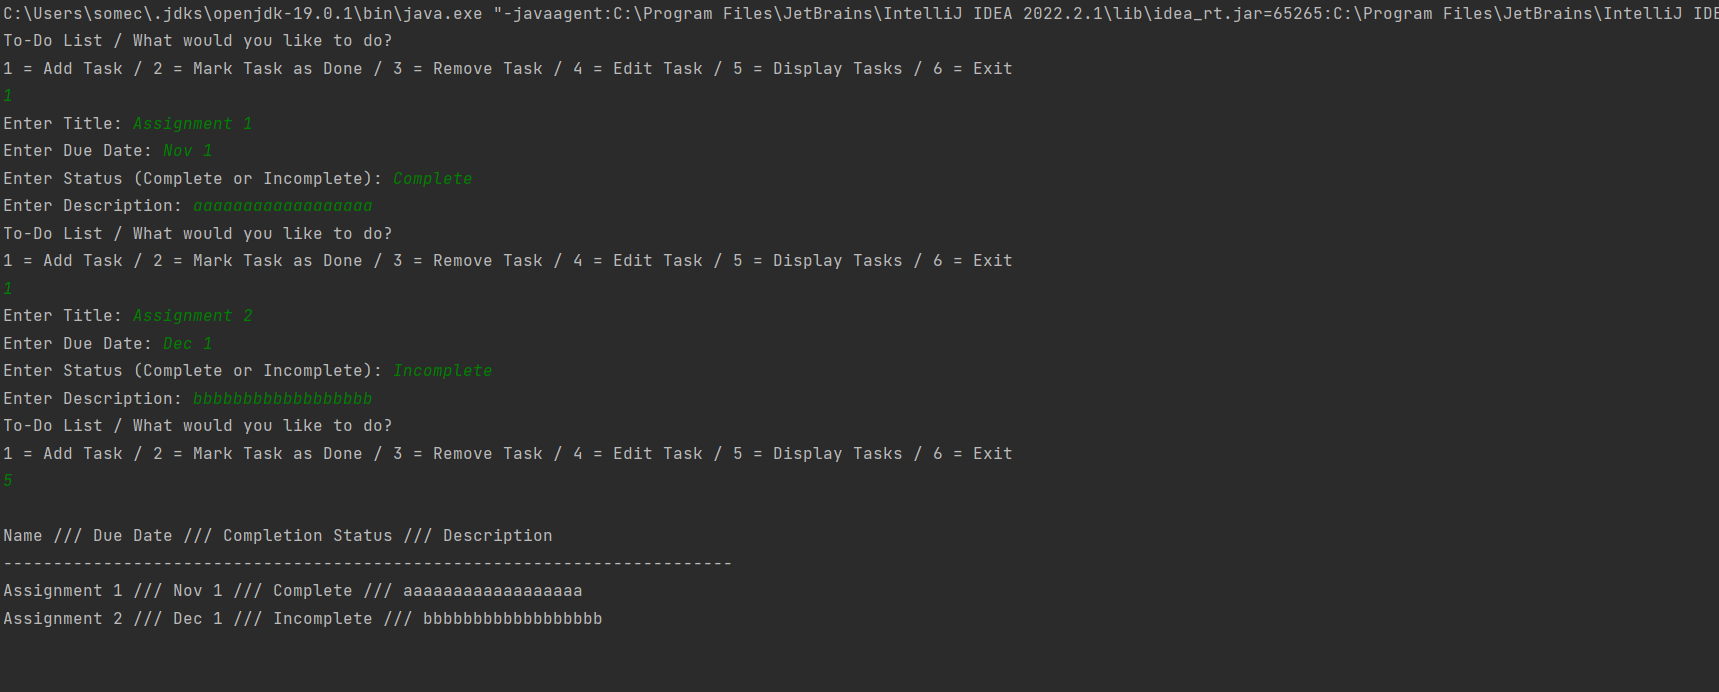 C:\Users\somec\.jdks\openjdk-19.0.1\bin\java.exe "-javaagent:C:\Program Files\JetBrains\IntelliJ IDEA 2022.2.1\lib\idea_rt.jar=65265:C:\Program Files\JetBrains\IntelliJ IDE
To-Do List / What would you like to do?
1 = Add Task / 2 = Mark Task as Done / 3 = Remove Task / 4 = Edit Task / 5 = Display Tasks / 6 = Exit
1
Enter Title: Assignment 1
Enter Due Date: Nov 1
Enter Status (Complete or Incomplete): Complete
Enter Description: aaaaaaaaaaaaaaaaaa
To-Do List / What would you like to do?
1 = Add Task / 2 = Mark Task as Done / 3 = Remove Task / 4 = Edit Task / 5 = Display Tasks / 6 = Exit
1
Enter Title: Assignment 2
Enter Due Date: Dec 1
Enter Status (Complete or Incomplete): Incomplete
Enter Description: bbbbbbbbbbbbbbbbbb
To-Do List / What would you like to do?
1 = Add Task / 2 = Mark Task as Done / 3 = Remove Task / 4 = Edit Task / 5 = Display Tasks / 6 = Exit
5
Name /// Due Date /// Completion Status /// Description
-------------------------------------------------------------------------
Assignment 1 /// Nov 1 /// Complete /// aaaaaaaaaaaaaaaaaa
Assignment 2 /// Dec 1 /// Incomplete /// bbbbbbbbbbbbbbbbbb